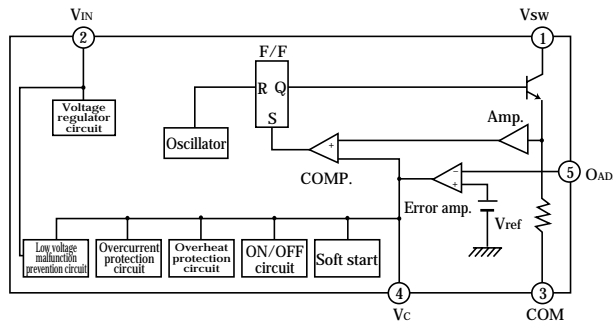 VIN
2
VSW
1
F/F
R Q
S
Voltage
regulator
circuit
Oscillator
+
COMP.
Amp.
−
+
Error amp.
5
OAD
Vref
Low voltage
malfunction
prevention circuit
Overcurrent
protection
circuit
Overheat
protection
circuit
ON/OFF
circuit
Soft start
4
VC
3
COM